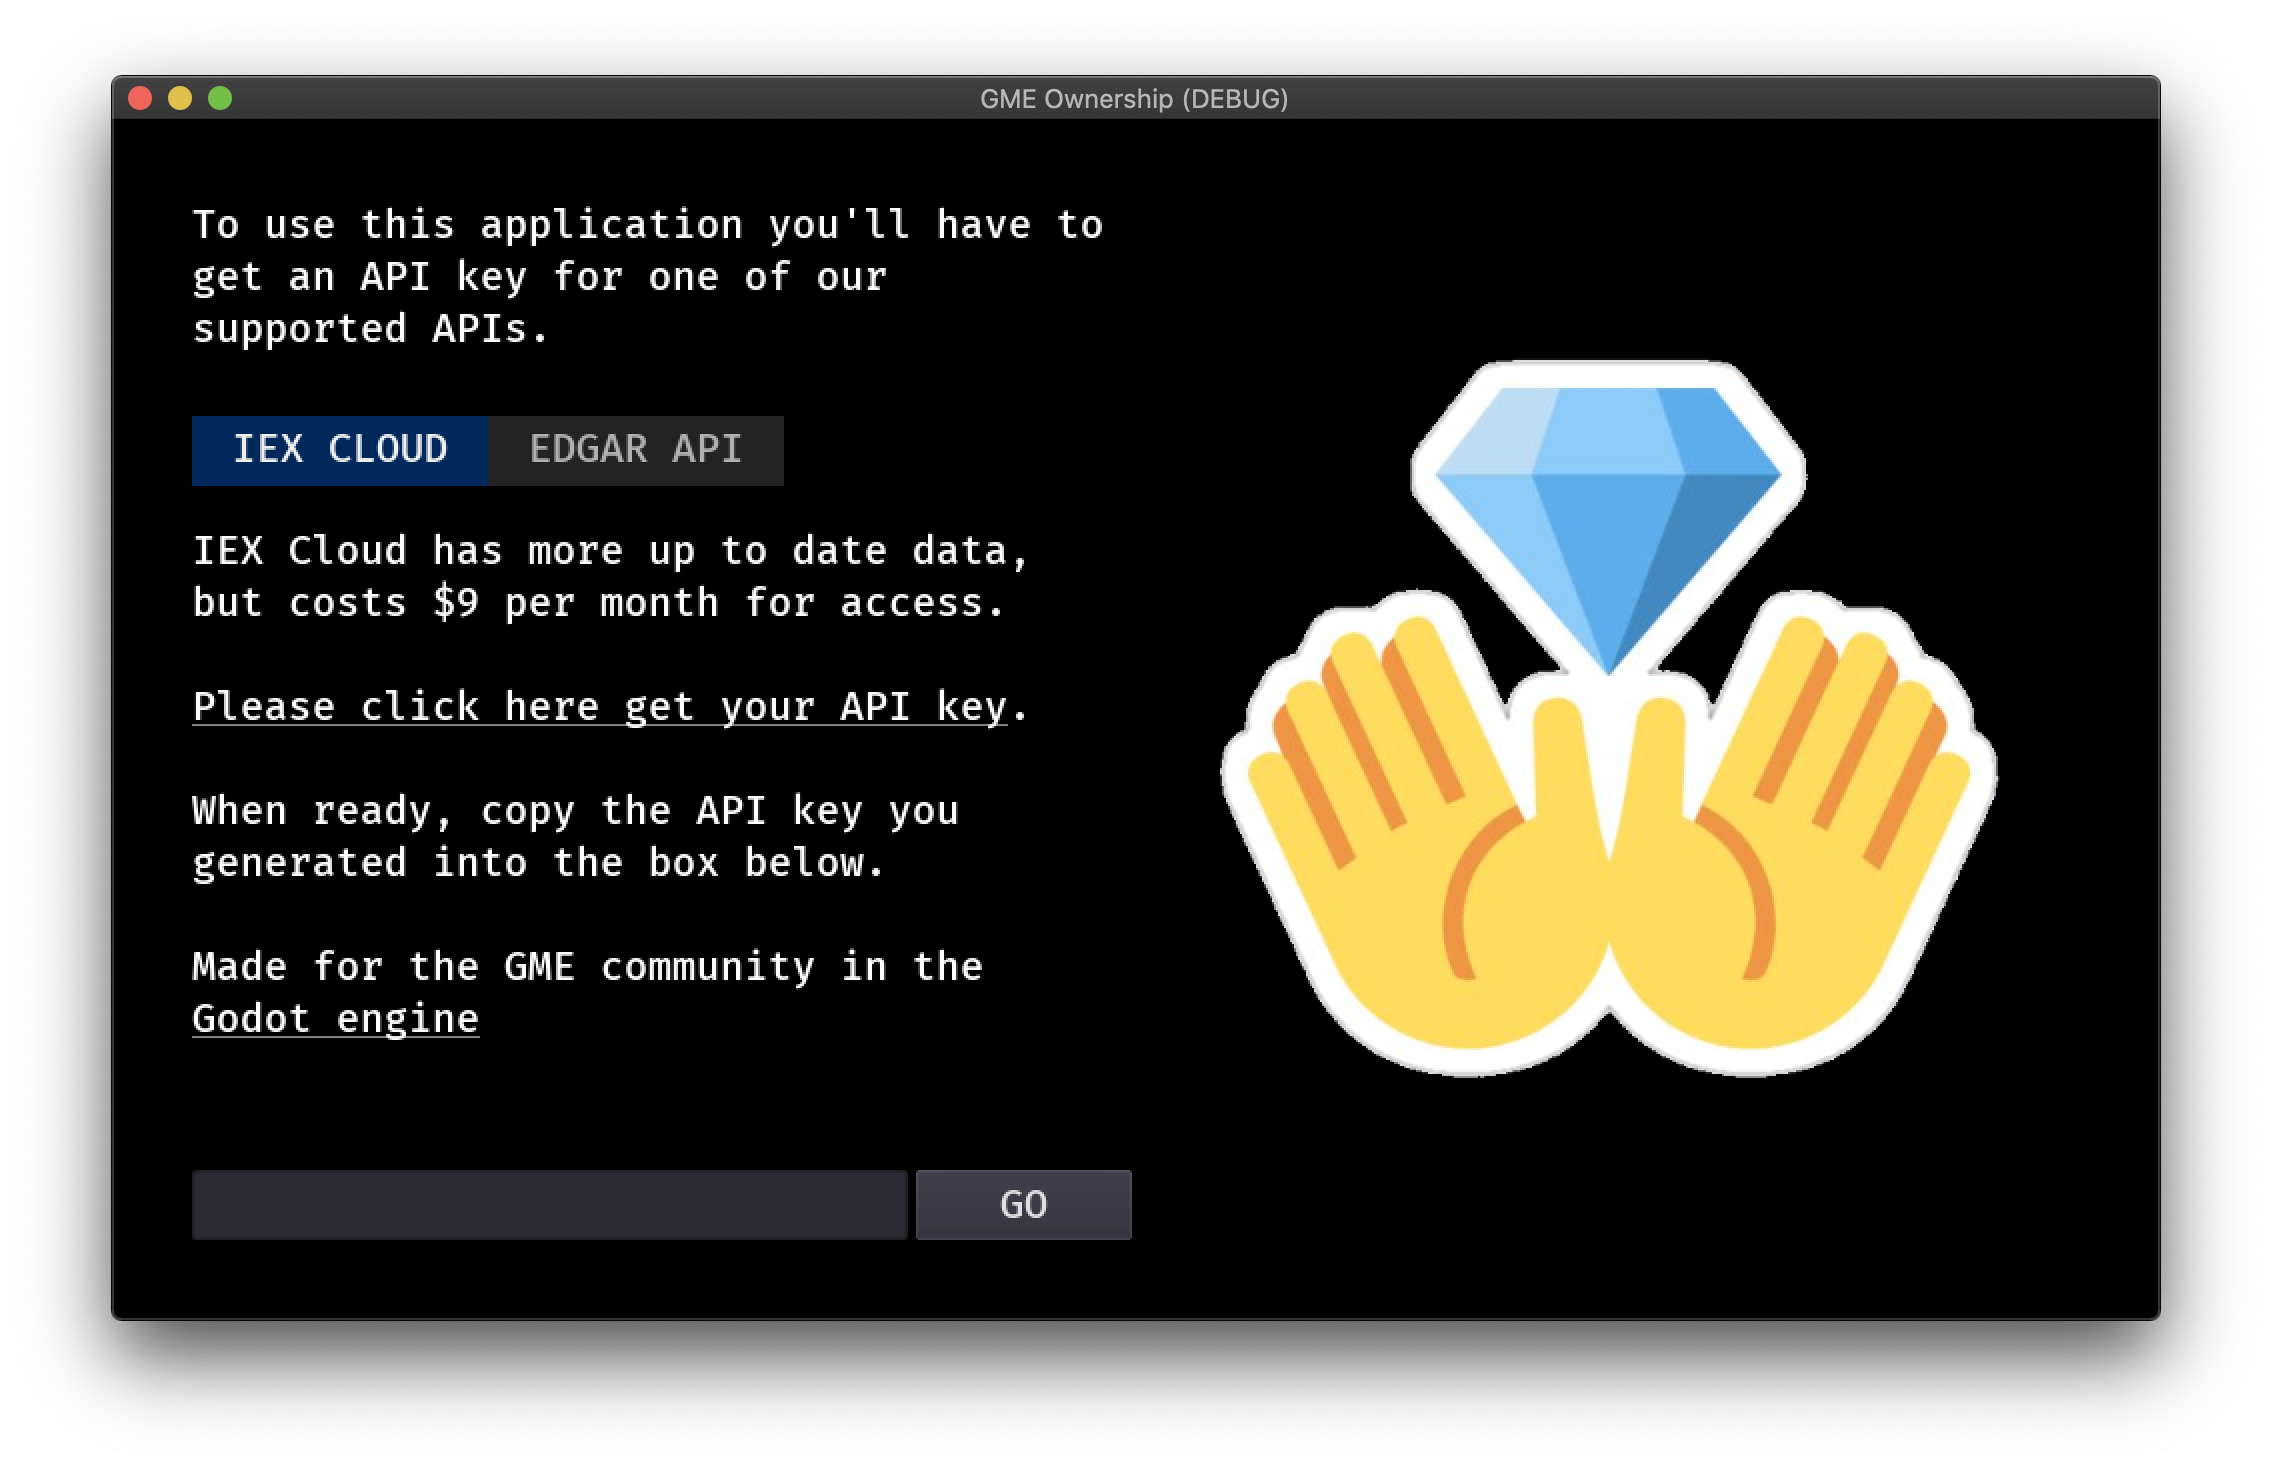 GME Ownership (DEBUG)
To use this application you'll have to
get an API key for one of our
supported APIs.
IEX CLOUD EDGAR API
IEX Cloud has more up to date data,
but costs $9 per month for access.
Please click here get your API key.
When ready, copy the API key you
generated into the box below.
Made for the GME community in the
Godot engine
GO